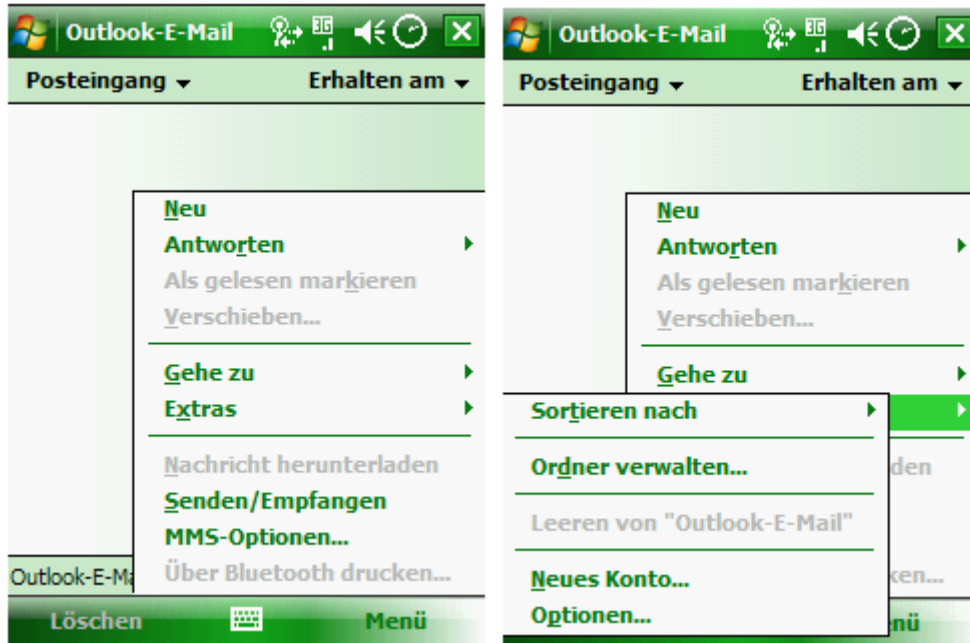 Outlook-E-Mail 3G
Posteingang Erhalten am
Neu
Antworten
Als gelesen markieren
Verschieben...
Gehe zu
Extras
Nachricht herunterladen
Senden/Empfangen
MMS-Optionen...
Über Bluetooth drucken...
Outlook-E-Ma
Löschen Menü
Outlook-E-Mail 3G
Posteingang Erhalten am
Neu
Antworten
Als gelesen markieren
Verschieben...
Gehe zu
Sortieren nach
Ordner verwalten...
den
Leeren von "Outlook-E-Mail"
Neues Konto...
ken...
Optionen...
nü